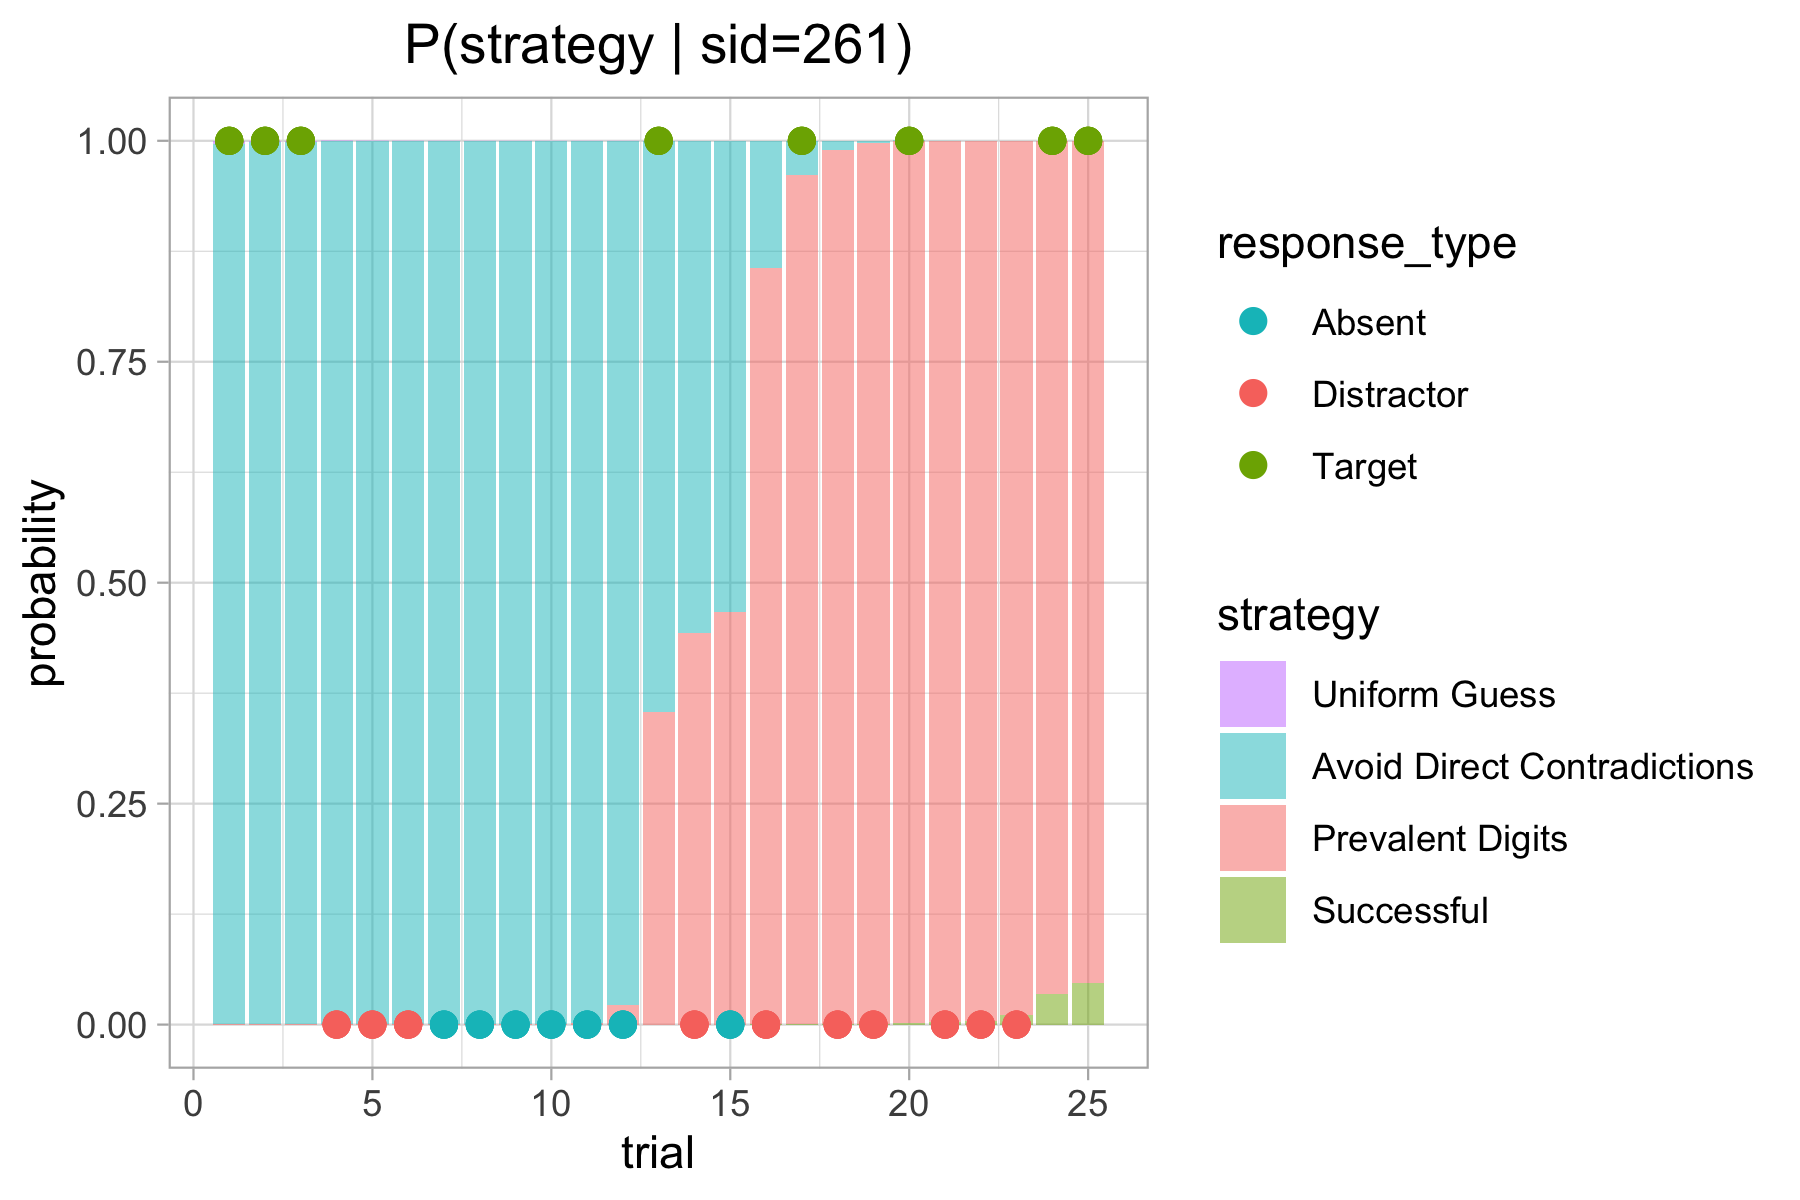 P(strategy | sid=261)
probability
1.00
0.75
0.50
0.25
0.00
0 5 10 15 20 25
trial
response_type
Absent
Distractor
Target
strategy
Uniform Guess
Avoid Direct Contradictions
Prevalent Digits
Successful